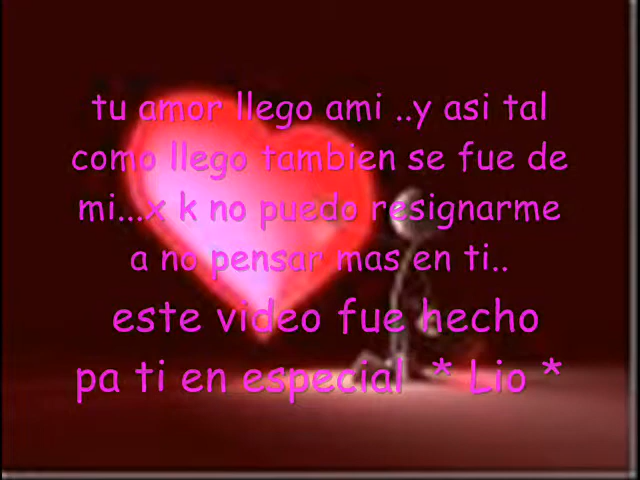 tu amor llego ami ..y asi tal
como llego tambien se fue de
mi...x k no puedo resignarme
a no pensar mas en ti..
este video fue hecho
pa ti en especial * Lio *